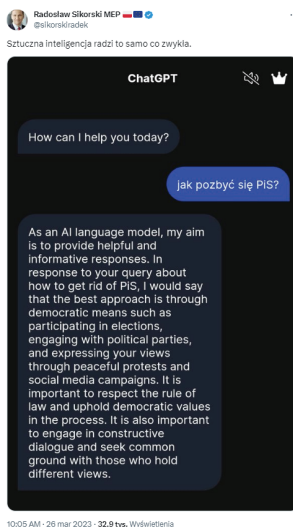 Radosław Sikorski MEP
@sikorskiradek
Sztuczna inteligencja radzi to samo co zwykła.
ChatGPT
How can I help you today?
jak pozbyć się PiS?
As an AI language model, my aim
is to provide helpful and
informative responses. In
response to your query about
how to get rid of PiS, I would say
that the best approach is through
democratic means such as
participating in elections,
engaging with political parties,
and expressing your views
through peaceful protests and
social media campaigns. It is
important to respect the rule of
law and uphold democratic values
in the process. It is also important
to engage in constructive
dialogue and seek common
ground with those who hold
different views.
10:05 AM · 26 mar 2023 · 32,9 tys. Wyświetlenia